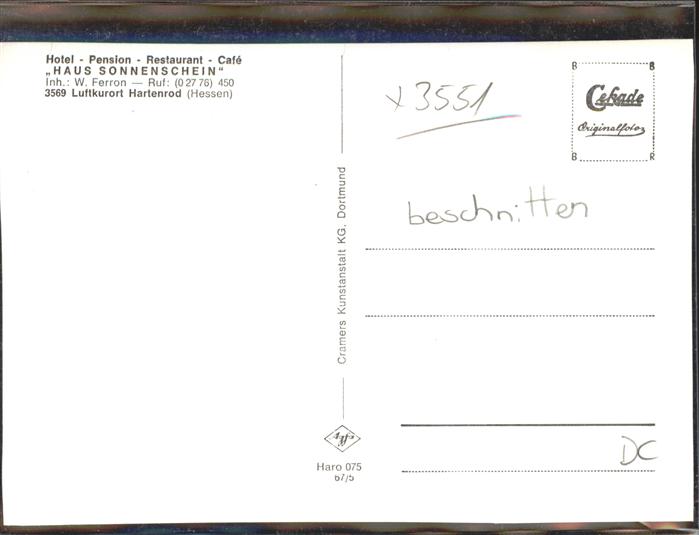 Hotel - Pension - Restaurant - Café
„HAUS SONNENSCHEIN"
Inh.: W. Ferron — Ruf: (0 27 76) 450
3569 Luftkurort Hartenrod (Hessen)
x 3551
B B
Cekade
Originalfoto
B R
beschnitten
Cramers Kunstanstalt KG. Dortmund
Haro 075
67/5
DC